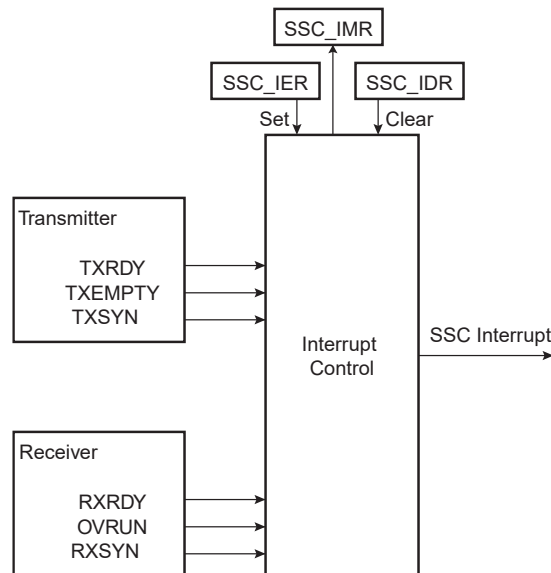 SSC_IMR
SSC_IER
SSC_IDR
Set
Clear
Transmitter
TXRDY
TXEMPTY
TXSYN
Interrupt
Control
SSC Interrupt
Receiver
RXRDY
OVRUN
RXSYN